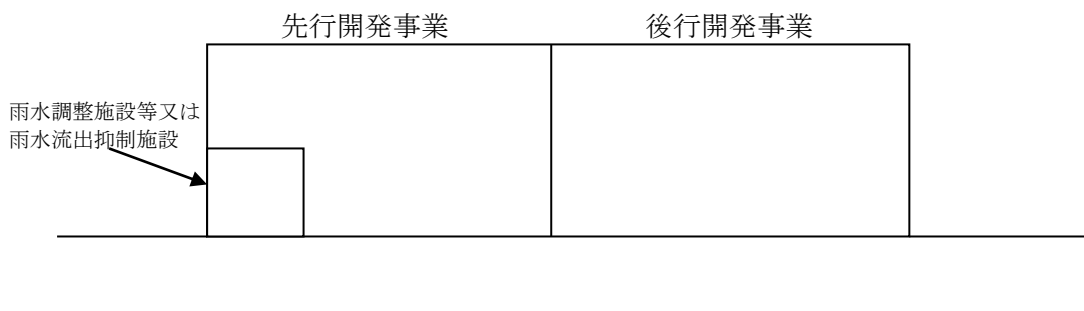 先行開発事業
後行開発事業
雨水調整施設等又は
雨水流出抑制施設